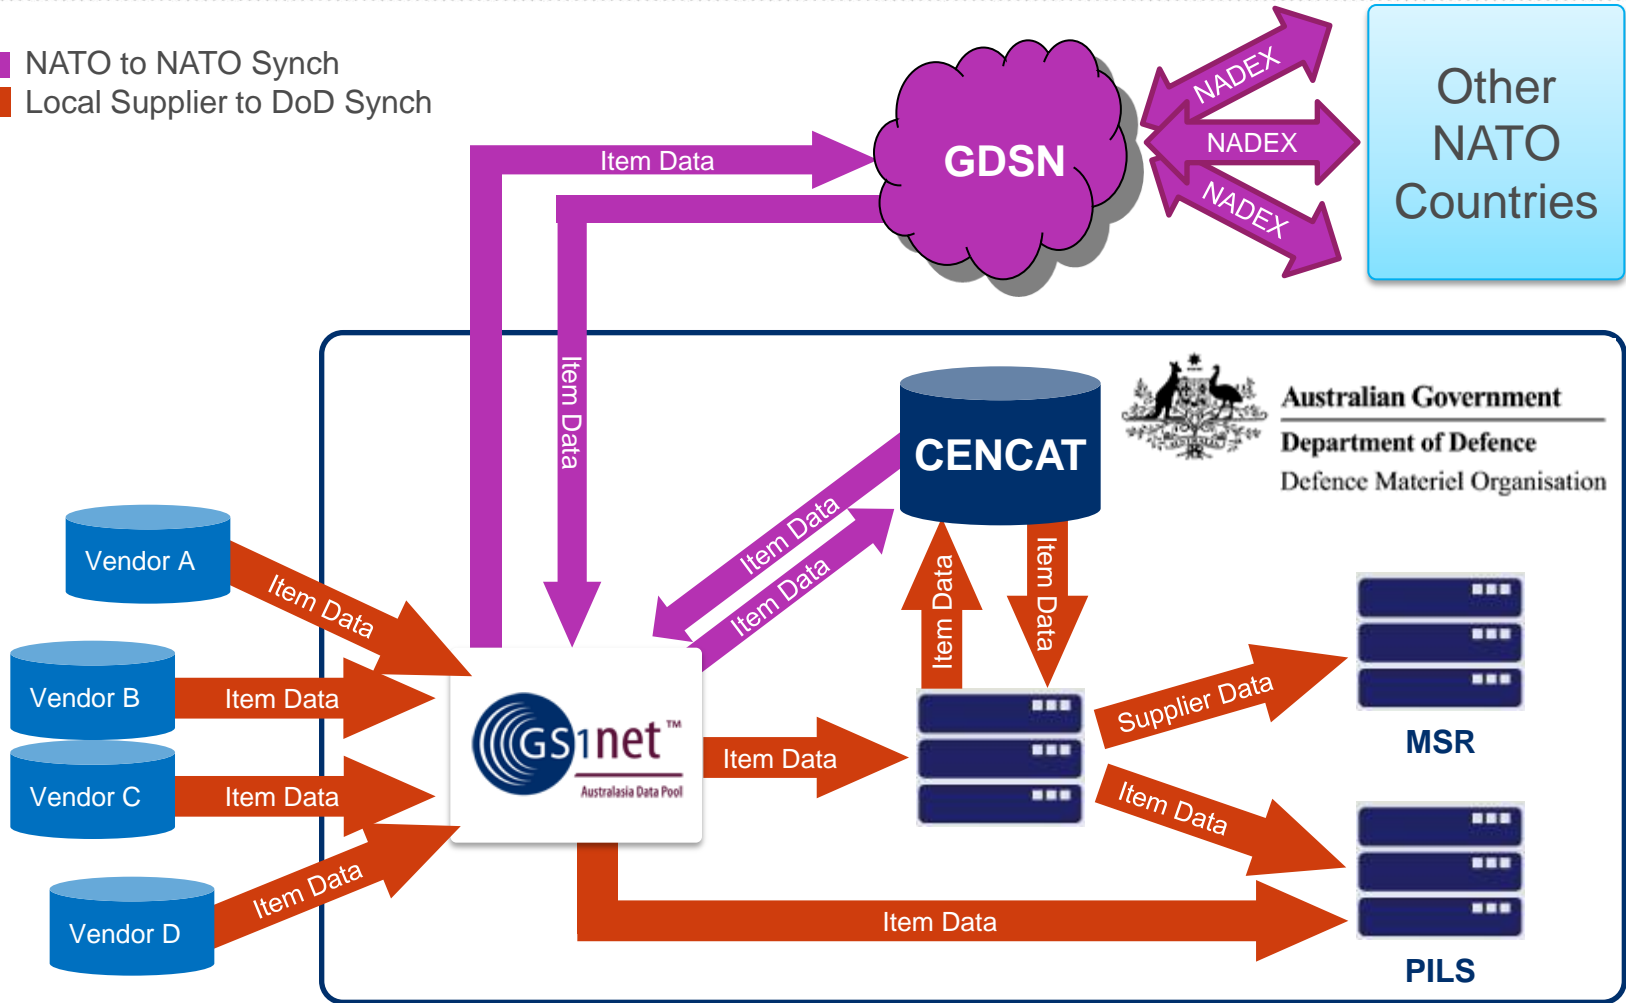 NATO to NATO Synch
Local Supplier to DoD Synch
Item Data
GDSN
NADEX
NADEX
NADEX
Other
NATO
Countries
Item Data
CENCAT
Australian Government
Department of Defence
Defence Materiel Organisation
Item Data
Item Data
Vendor A
Item Data
Vendor B
Item Data
Vendor C
Item Data
Vendor D
Item Data
GS1net™
Australasia Data Pool
Item Data
Item Data
Item Data
Supplier Data
MSR
Item Data
Item Data
PILS